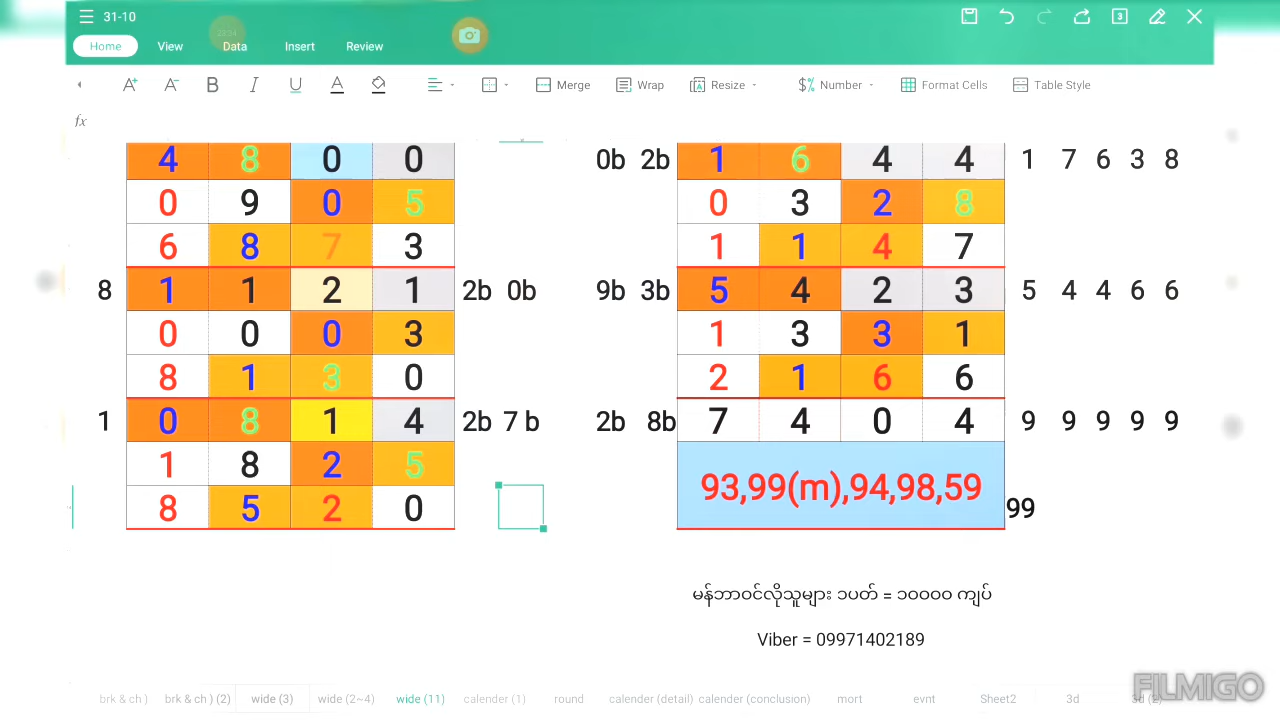 31-10
23:34
3
Home View Data Insert Review
A+ A- B I U A Merge Wrap Resize $% Number Format Cells Table Style
fx
4 8 0 0 0b 2b 1 6 4 4 1 7 6 3 8
0 9 0 5 0 3 2 8
6 8 7 3 1 1 4 7
8 1 1 2 1 2b 0b 9b 3b 5 4 2 3 5 4 4 6 6
0 0 0 3 1 3 3 1
8 1 3 0 2 1 6 6
1 0 8 1 4 2b 7 b 2b 8b 7 4 0 4 9 9 9 9 9
1 8 2 5
93,99(m),94,98,59
8 5 2 0 99
မန်ဘာဝင်လိုသူများ ၁ပတ် = ၁၀၀၀၀ ကျပ်
Viber = 09971402189
brk & ch ) brk & ch ) (2) wide (3) wide (2~4) wide (11) calender (1) round calender (detail) calender (conclusion) mort evnt Sheet2 3d 3d (2)
FILMIGO